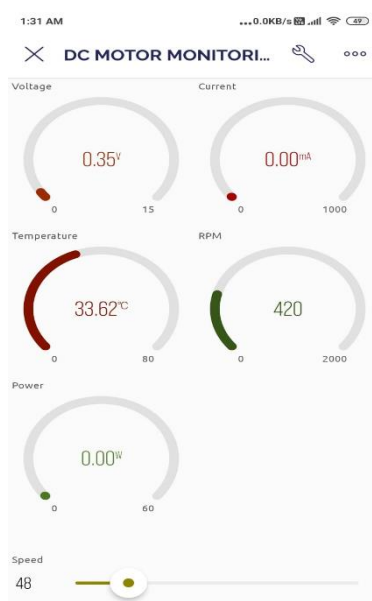 1:31 AM ...0.0KB/s 49
DC MOTOR MONITORI...
Voltage Current
0.35V 0.00mA
0 15 0 1000
Temperature RPM
33.62°C 420
0 80 0 2000
Power
0.00W
0 60
Speed
48